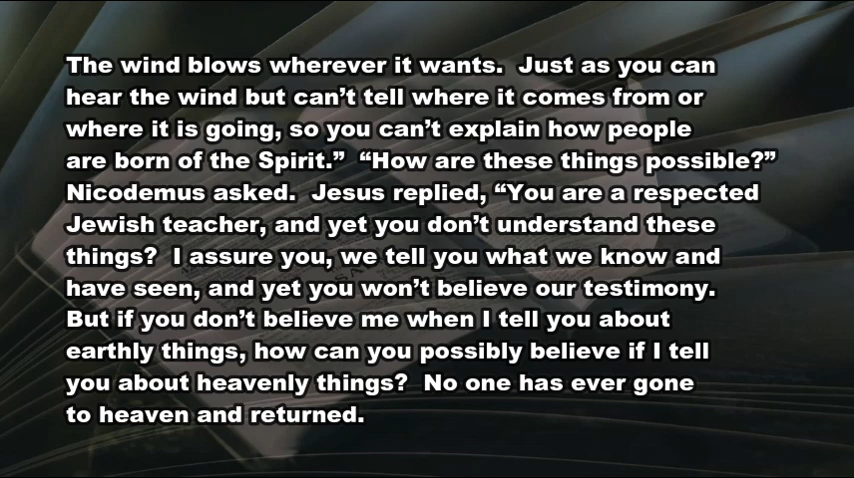 The wind blows wherever it wants.  Just as you can
hear the wind but can’t tell where it comes from or
where it is going, so you can’t explain how people
are born of the Spirit.”  “How are these things possible?”
Nicodemus asked.  Jesus replied, “You are a respected
Jewish teacher, and yet you don’t understand these
things?  I assure you, we tell you what we know and
have seen, and yet you won’t believe our testimony.
But if you don’t believe me when I tell you about
earthly things, how can you possibly believe if I tell
you about heavenly things?  No one has ever gone
to heaven and returned.